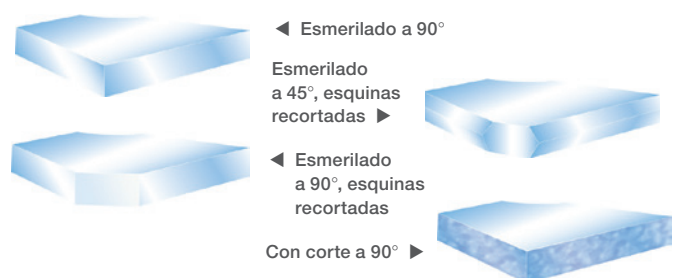 ◀ Esmerilado a 90°
Esmerilado
a 45°, esquinas
recortadas ▶
◀ Esmerilado
a 90°, esquinas
recortadas
Con corte a 90° ▶